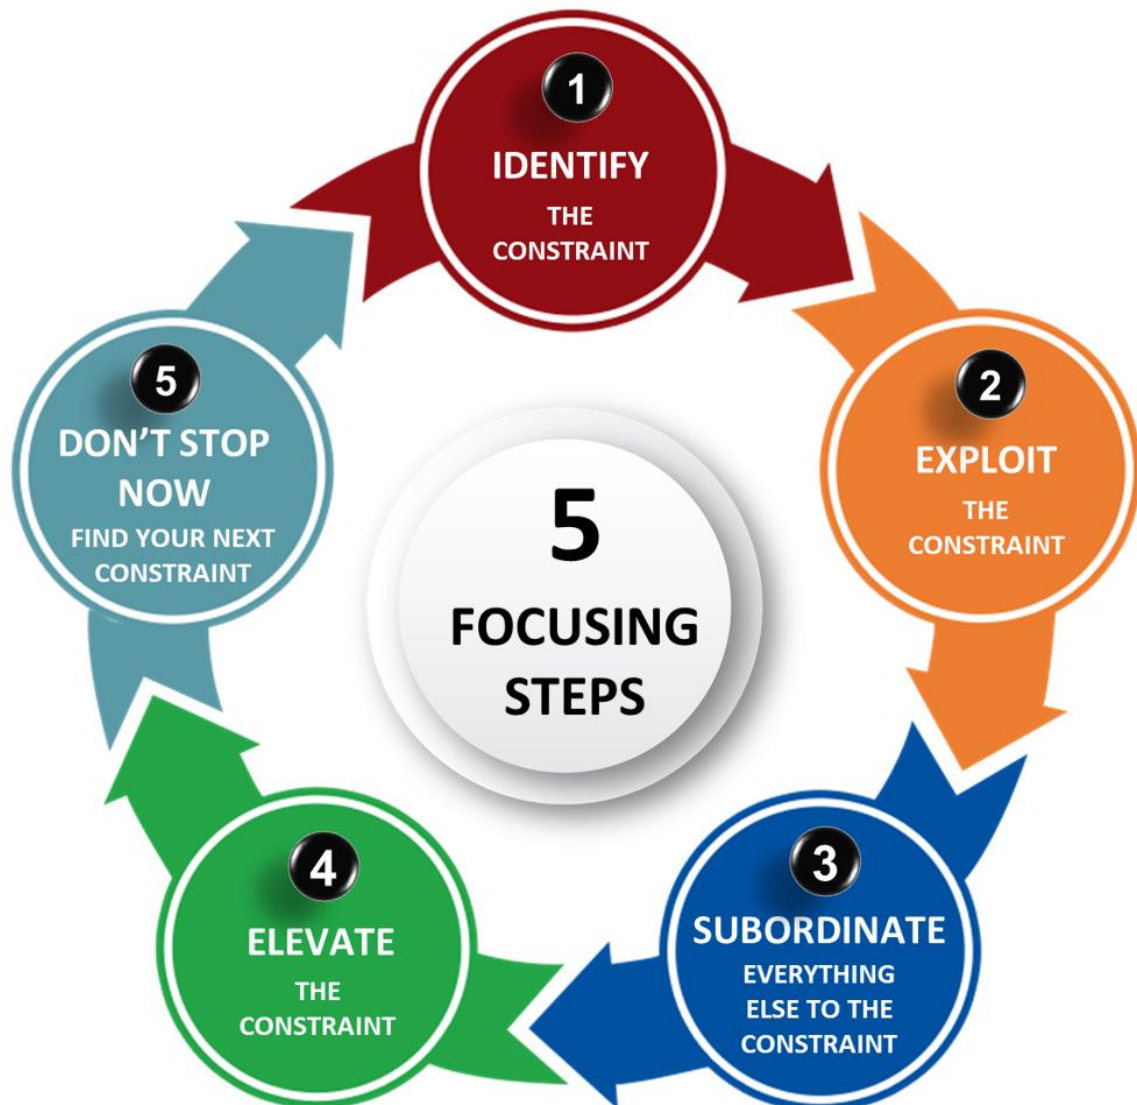 1
IDENTIFY
THE
CONSTRAINT
2
EXPLOIT
THE
CONSTRAINT
3
SUBORDINATE
EVERYTHING
ELSE TO THE
CONSTRAINT
4
ELEVATE
THE
CONSTRAINT
5
DON’T STOP
NOW
FIND YOUR NEXT
CONSTRAINT
5
FOCUSING
STEPS